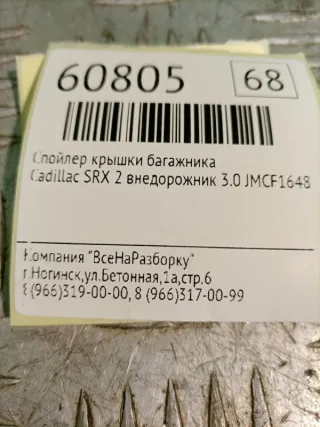 60805 68
Спойлер крышки багажника
Cadillac SRX 2 внедорожник 3.0 JMCF1648
Компания "ВсеНаРазборку"
г.Ногинск,ул.Бетонная,1а,стр.6
8 (966)319-00-00, 8 (966)317-00-99